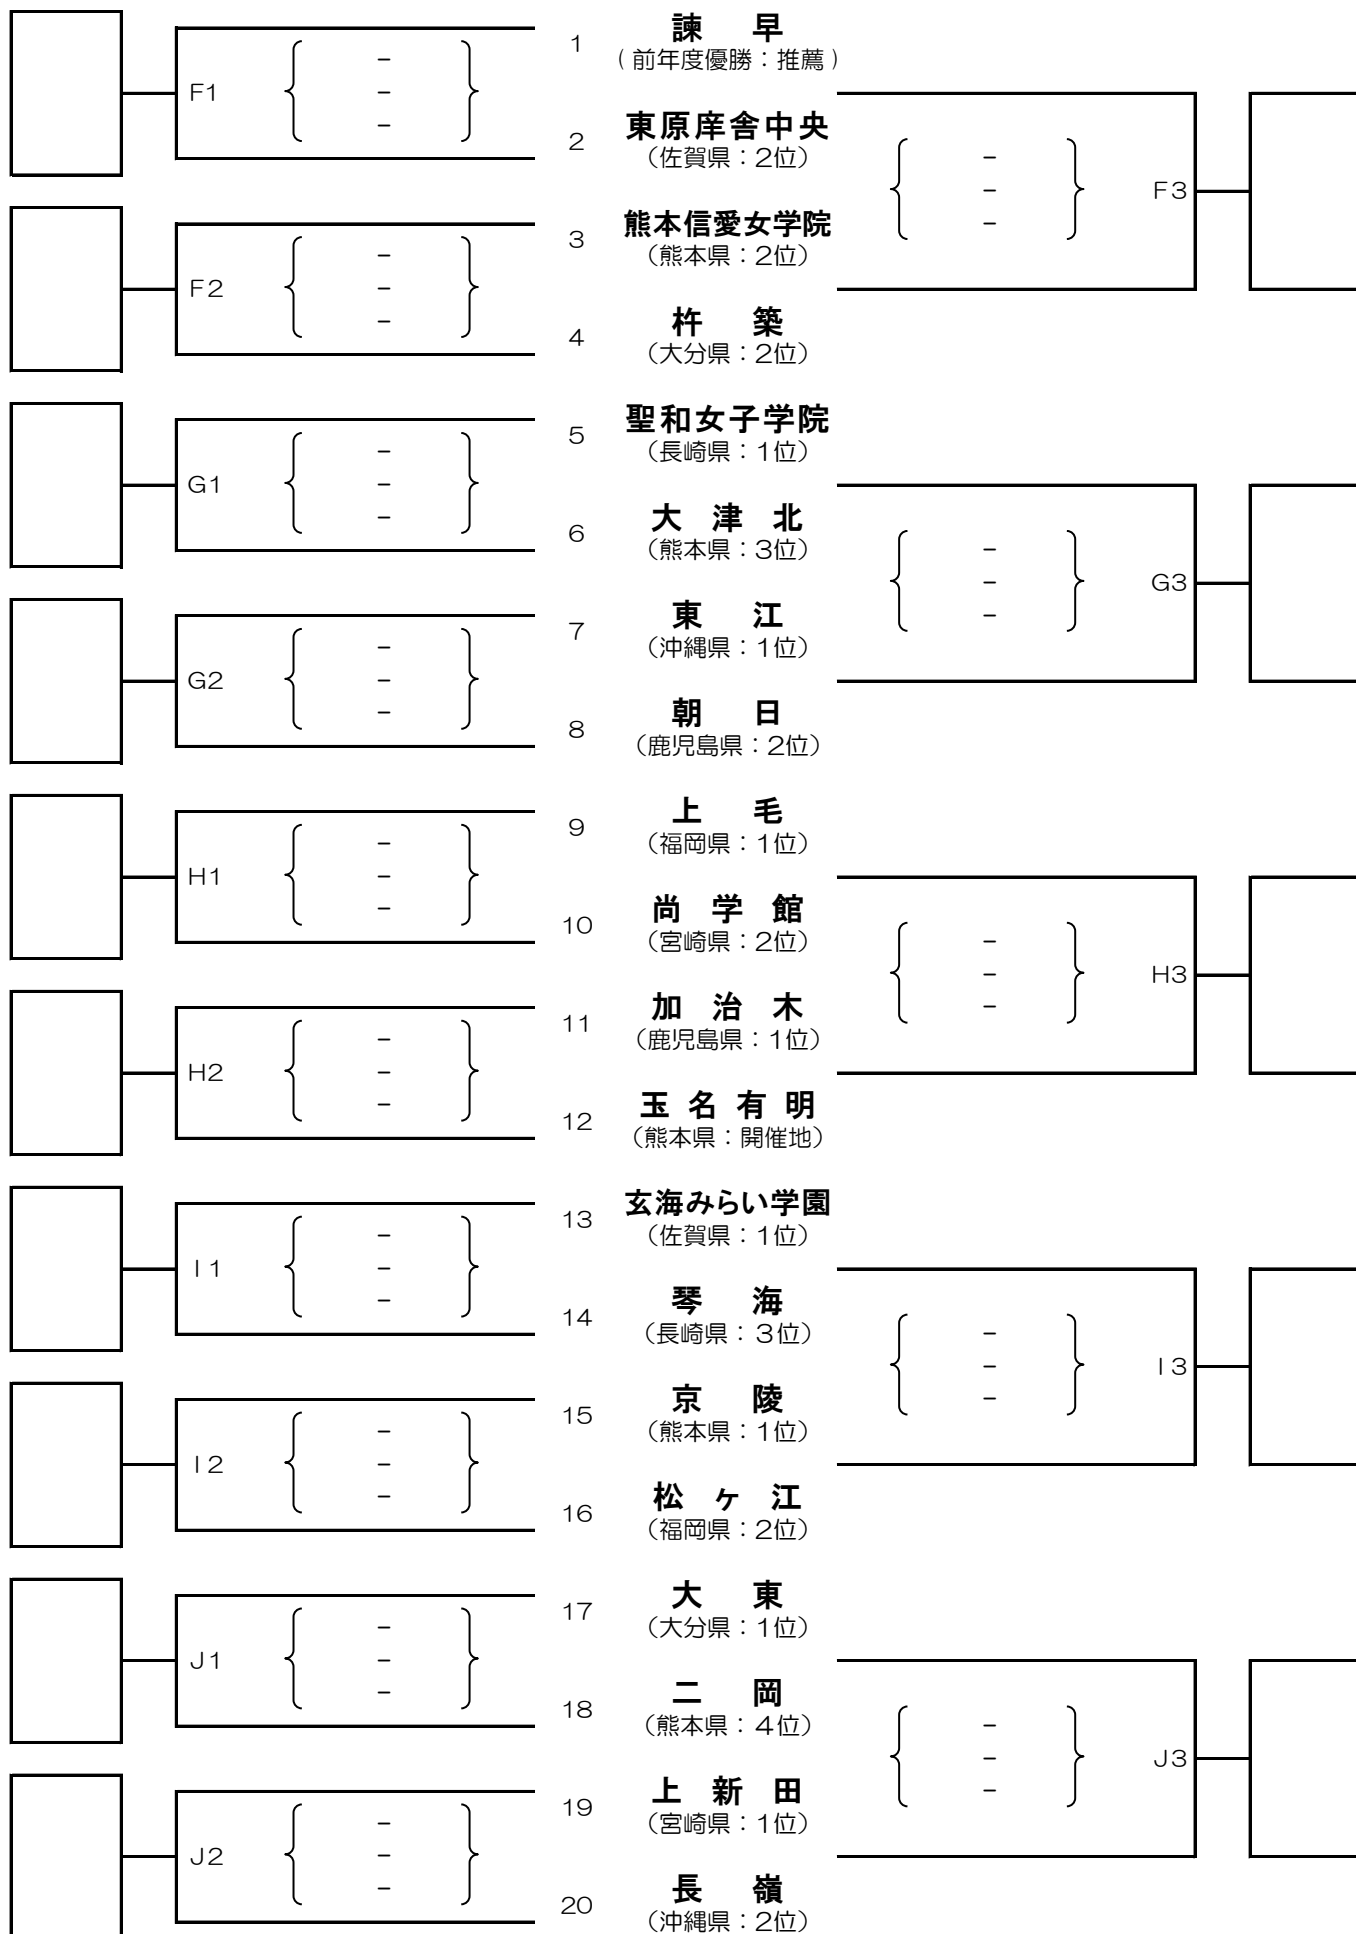 1 諫 早
(前年度優勝：推薦)
F1 { - - - }
2 東原庠舎中央
(佐賀県：2位)
{ - - - } F3
3 熊本信愛女学院
(熊本県：2位)
F2 { - - - }
4 杵 築
(大分県：2位)
5 聖和女子学院
(長崎県：1位)
G1 { - - - }
6 大 津 北
(熊本県：3位)
{ - - - } G3
7 東 江
(沖縄県：1位)
G2 { - - - }
8 朝 日
(鹿児島県：2位)
9 上 毛
(福岡県：1位)
H1 { - - - }
10 尚 学 館
(宮崎県：2位)
{ - - - } H3
11 加 治 木
(鹿児島県：1位)
H2 { - - - }
12 玉 名 有 明
(熊本県：開催地)
13 玄海みらい学園
(佐賀県：1位)
I1 { - - - }
14 琴 海
(長崎県：3位)
{ - - - } I3
15 京 陵
(熊本県：1位)
I2 { - - - }
16 松 ヶ 江
(福岡県：2位)
17 大 東
(大分県：1位)
J1 { - - - }
18 二 岡
(熊本県：4位)
{ - - - } J3
19 上 新 田
(宮崎県：1位)
J2 { - - - }
20 長 嶺
(沖縄県：2位)